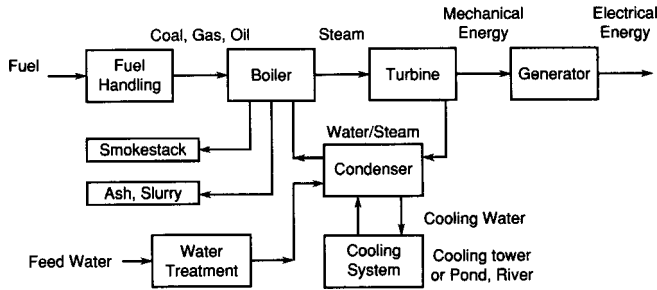 Coal, Gas, Oil
Steam
Mechanical
Energy
Electrical
Energy
Fuel
Fuel
Handling
Boiler
Turbine
Generator
Smokestack
Water/Steam
Condenser
Ash, Slurry
Cooling Water
Feed Water
Water
Treatment
Cooling
System
Cooling tower
or Pond, River